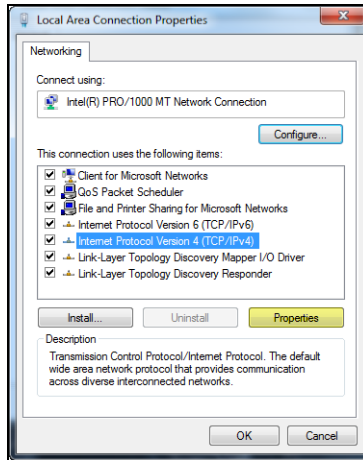 Local Area Connection Properties
Networking
Connect using:
Intel(R) PRO/1000 MT Network Connection
Configure...
This connection uses the following items:
Client for Microsoft Networks
QoS Packet Scheduler
File and Printer Sharing for Microsoft Networks
Internet Protocol Version 6 (TCP/IPv6)
Internet Protocol Version 4 (TCP/IPv4)
Link-Layer Topology Discovery Mapper I/O Driver
Link-Layer Topology Discovery Responder
Install... Uninstall Properties
Description
Transmission Control Protocol/Internet Protocol. The default
wide area network protocol that provides communication
across diverse interconnected networks.
OK Cancel